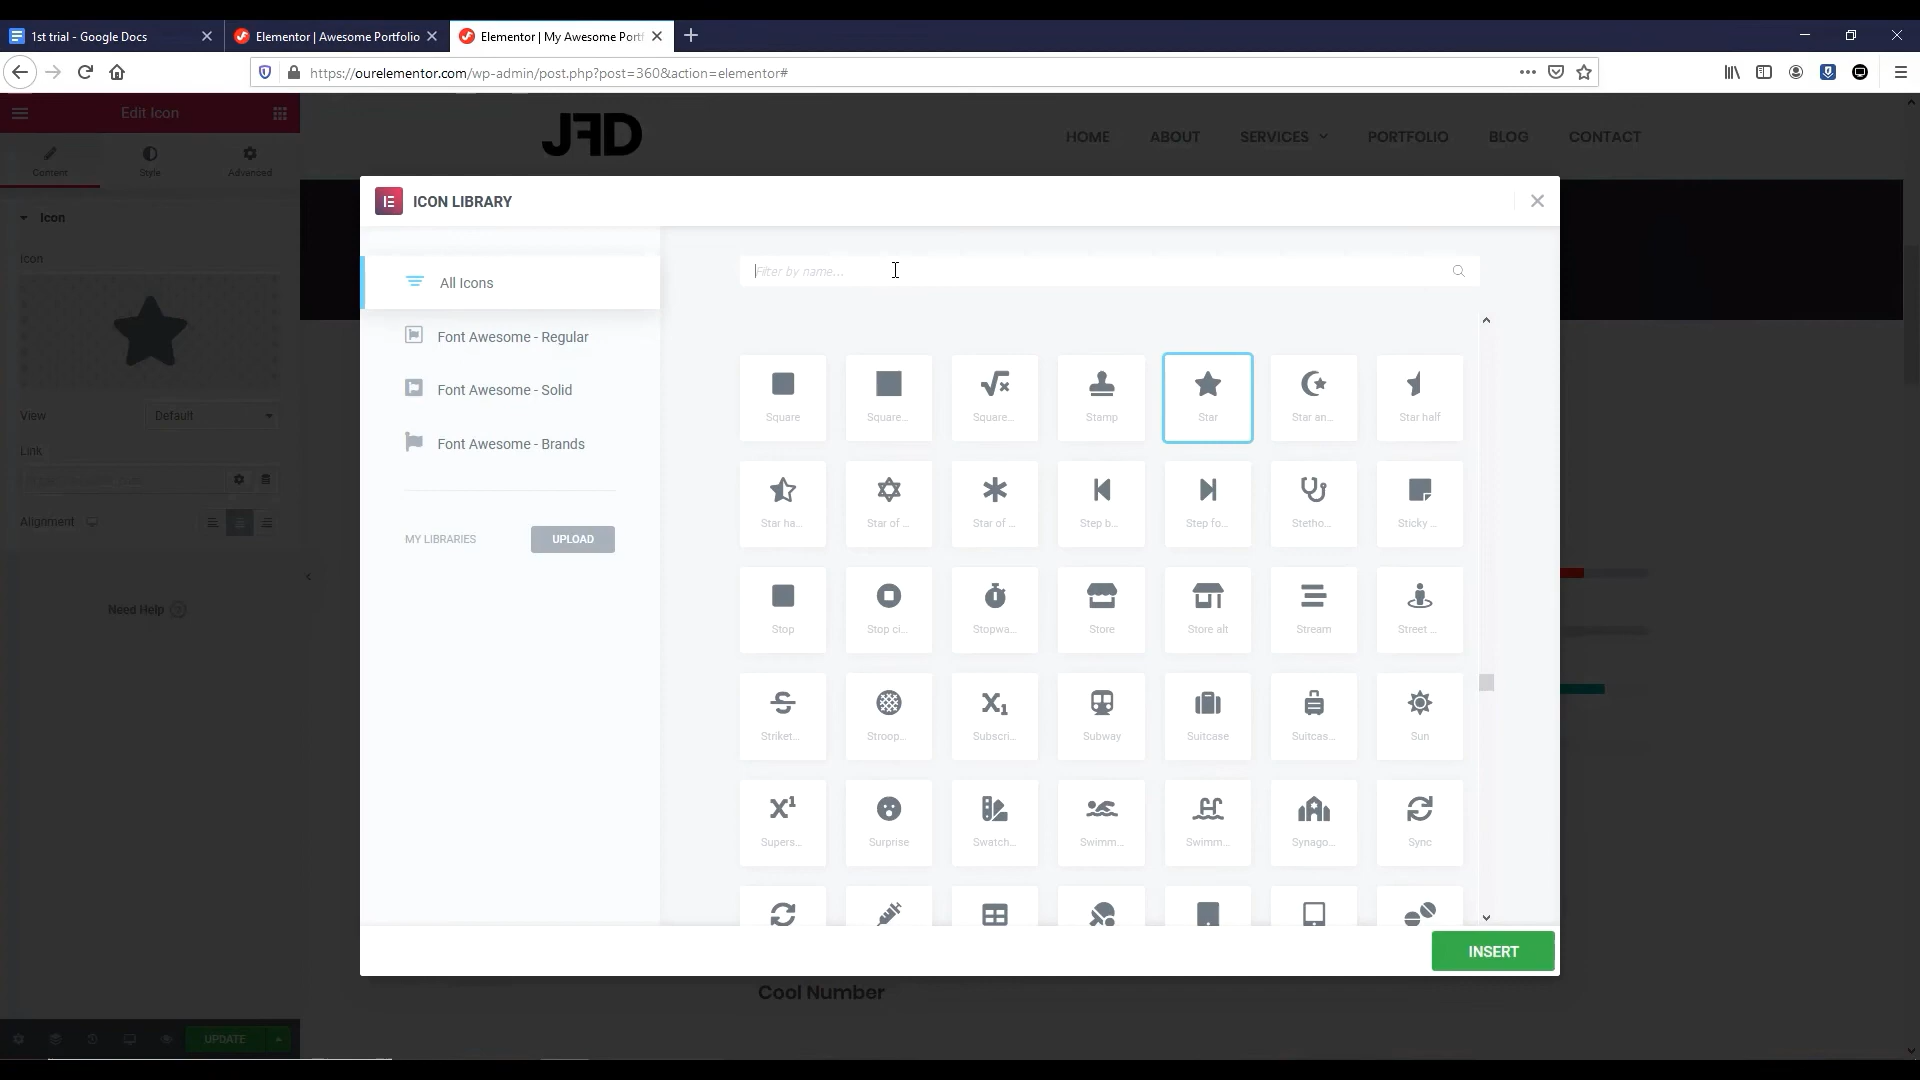 1st trial - Google Docs
Elementor | Awesome Portfolio
Elementor | My Awesome Portf
https://ourelementor.com/wp-admin/post.php?post=360&action=elementor#
Edit Icon
Content
Style
Advanced
Icon
Icon
View
Default
Link
Alignment
Need Help ?
UPDATE
JFD
HOME
ABOUT
SERVICES
PORTFOLIO
BLOG
CONTACT
ICON LIBRARY
All Icons
Font Awesome - Regular
Font Awesome - Solid
Font Awesome - Brands
MY LIBRARIES
UPLOAD
Filter by name...
Square
Square...
Square...
Stamp
Star
Star an...
Star half
Star ha...
Star of ...
Star of ...
Step b...
Step fo...
Stetho...
Sticky ...
Stop
Stop ci...
Stopwa...
Store
Store alt
Stream
Street ...
Striket...
Stroop...
Subscri...
Subway
Suitcase
Suitcas...
Sun
Supers...
Surprise
Swatch...
Swimm...
Swimm...
Synago...
Sync
INSERT
Cool Number